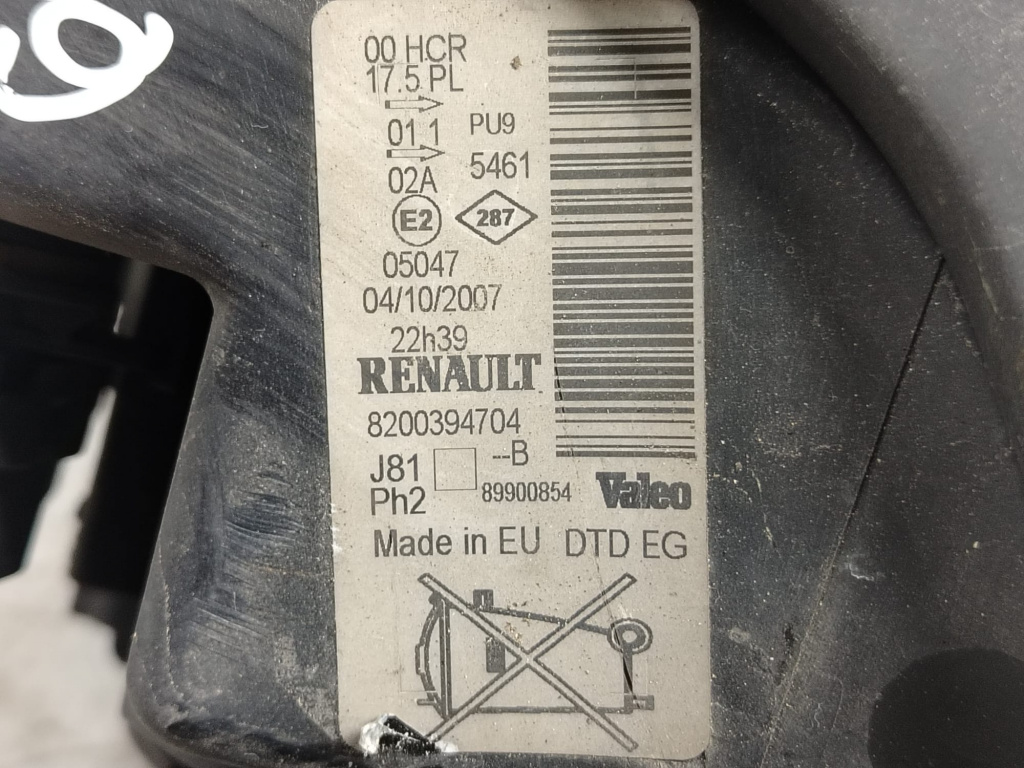 00 HCR
17.5 PL
01 1
PU9
02A
5461
E2
287
05047
04/10/2007
22h39
RENAULT
8200394704
J81
--B
Ph2
89900854
Valeo
Made in EU DTD EG